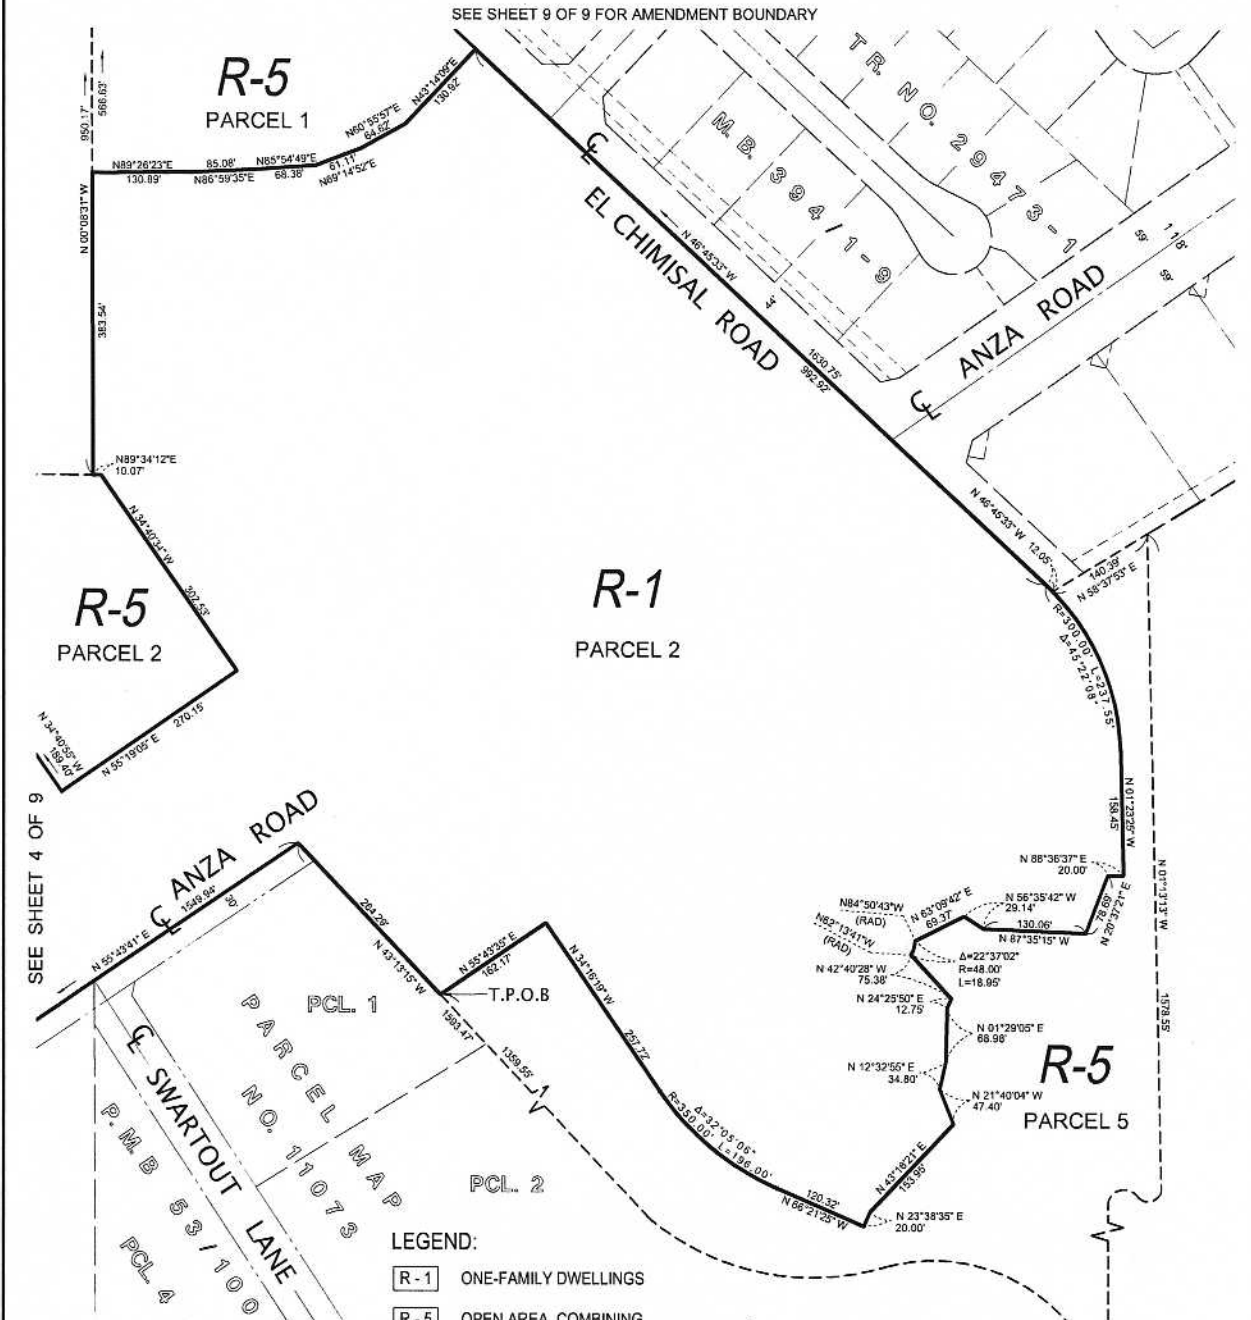 SEE SHEET 9 OF 9 FOR AMENDMENT BOUNDARY
950.17'
566.63'
R-5
PARCEL 1
N89°26'23"E
130.89'
85.08'
N86°59'35"E
N85°54'49"E
68.38'
61.11'
N69°14'52"E
N60°55'57"E
64.62'
N43°14'09"E
130.92'
TR. NO. 29473-1
M.B. 394/1-9
℄
EL CHIMISAL ROAD
N 46°45'33" W
44'
1630.75'
992.92'
59'
118'
59'
ANZA ROAD
℄
N 00°08'31" W
383.54'
N89°34'12"E
10.07'
N 34°40'34" W
302.53'
R-5
PARCEL 2
N 34°40'55" W
189.40'
N 55°19'05" E
270.15'
R-1
PARCEL 2
N 46°45'33" W
12.05'
140.39'
N 58°37'53" E
R=300.00' L=237.55'
Δ=45°22'08"
N 01°23'25" W
158.45'
N 88°36'37" E
20.00'
78.69'
N 20°37'21" E
N 01°13'13" W
1578.55'
SEE SHEET 4 OF 9
ANZA ROAD
℄
1549.94'
30'
N 55°43'41" E
264.29'
N 43°13'15" W
N 55°43'35" E
162.17'
T.P.O.B
1593.47'
1359.55'
N 34°16'19" W
257.72'
Δ=32°05'06"
R=350.00' L=196.00'
120.32'
N 66°21'25" W
N 23°38'35" E
20.00'
N 43°16'21" E
153.95'
N 21°40'04" W
47.40'
N 12°32'55" E
34.80'
N 01°29'05" E
68.98'
N 24°25'50" E
12.75'
N 42°40'28" W
75.38'
N62°13'41"W
(RAD)
N84°50'43"W
(RAD)
Δ=22°37'02"
R=48.00'
L=18.95'
N 63°09'42" E
69.37'
N 56°35'42" W
29.14'
130.06'
N 87°35'15" W
R-5
PARCEL 5
PCL. 1
PARCEL MAP
NO. 11073
PCL. 2
℄
SWARTOUT LANE
P.M.B 53/100
PCL. 4
LEGEND:
R - 1 ONE-FAMILY DWELLINGS
R - 5 OPEN AREA COMBINING